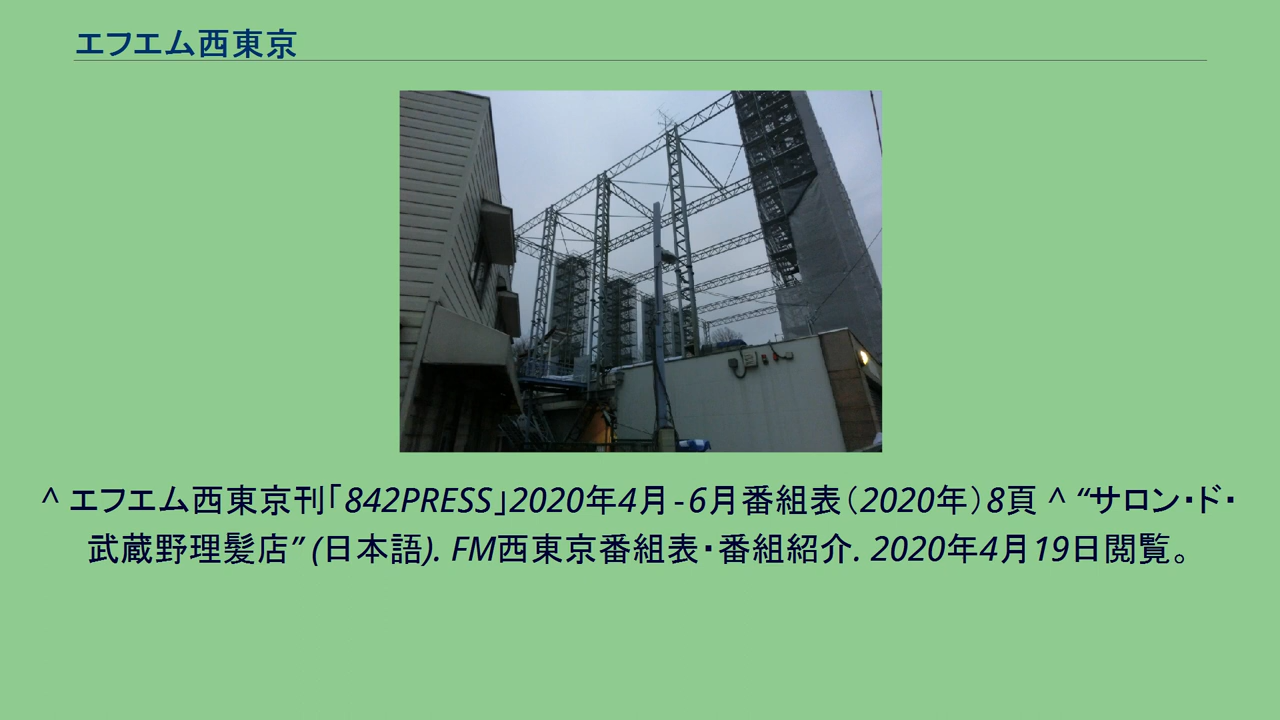 エフエム西東京
^ エフエム西東京刊「842PRESS」2020年4月-6月番組表（2020年）8頁 ^ “サロン・ド・
武蔵野理髪店” (日本語). FM西東京番組表・番組紹介. 2020年4月19日閲覧。